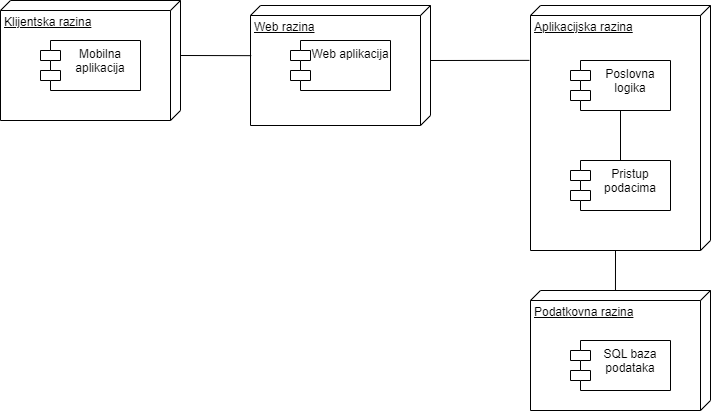 Klijentska razina
Mobilna
aplikacija
Web razina
Web aplikacija
Aplikacijska razina
Poslovna
logika
Pristup
podacima
Podatkovna razina
SQL baza
podataka